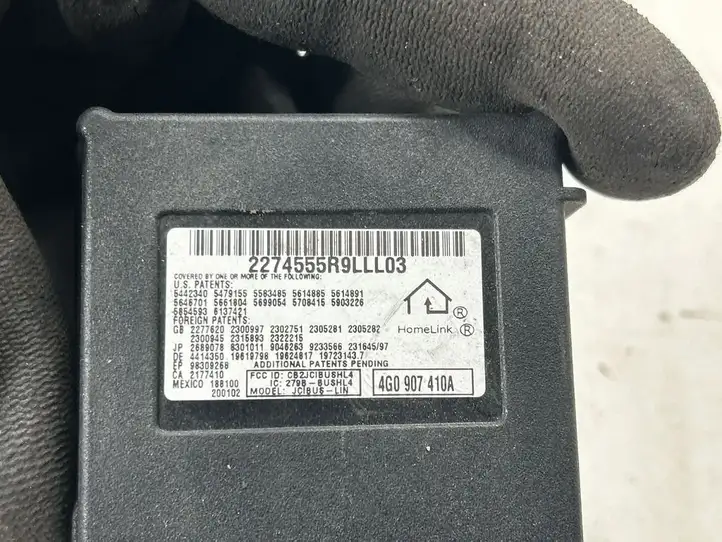 2274555R9LLL03
COVERED BY ONE OR MORE OF THE FOLLOWING:
U.S. PATENTS:
5442340 5479155 5583485 5614885 5614891
5646701 5661804 5699054 5708415 5903226
5854593 6137421
FOREIGN PATENTS:
GB 2277620 2300997 2302751 2305281 2305282
2300945 2315893 2322215
JP 2689078 8301011 9048263 9233566 231645/97
DE 4414350 19619798 19624817 19723143.7
EP 98309268 ADDITIONAL PATENTS PENDING
CA 2177410
MEXICO 188100
200102
FCC ID: CB2JCIBUSHL4
IC: 279B-BUSHL4
MODEL: JCIBUS-LIN
HomeLink®
®
4G0 907 410A